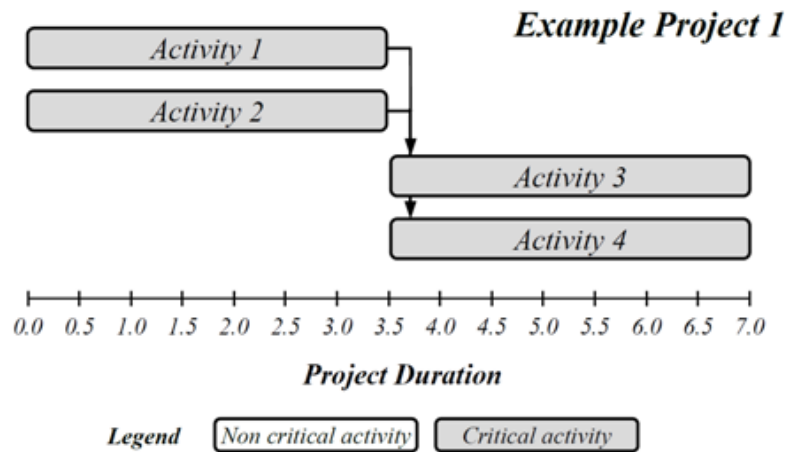 Example Project 1
Activity 1
Activity 2
Activity 3
Activity 4
0.0 0.5 1.0 1.5 2.0 2.5 3.0 3.5 4.0 4.5 5.0 5.5 6.0 6.5 7.0
Project Duration
Legend Non critical activity Critical activity